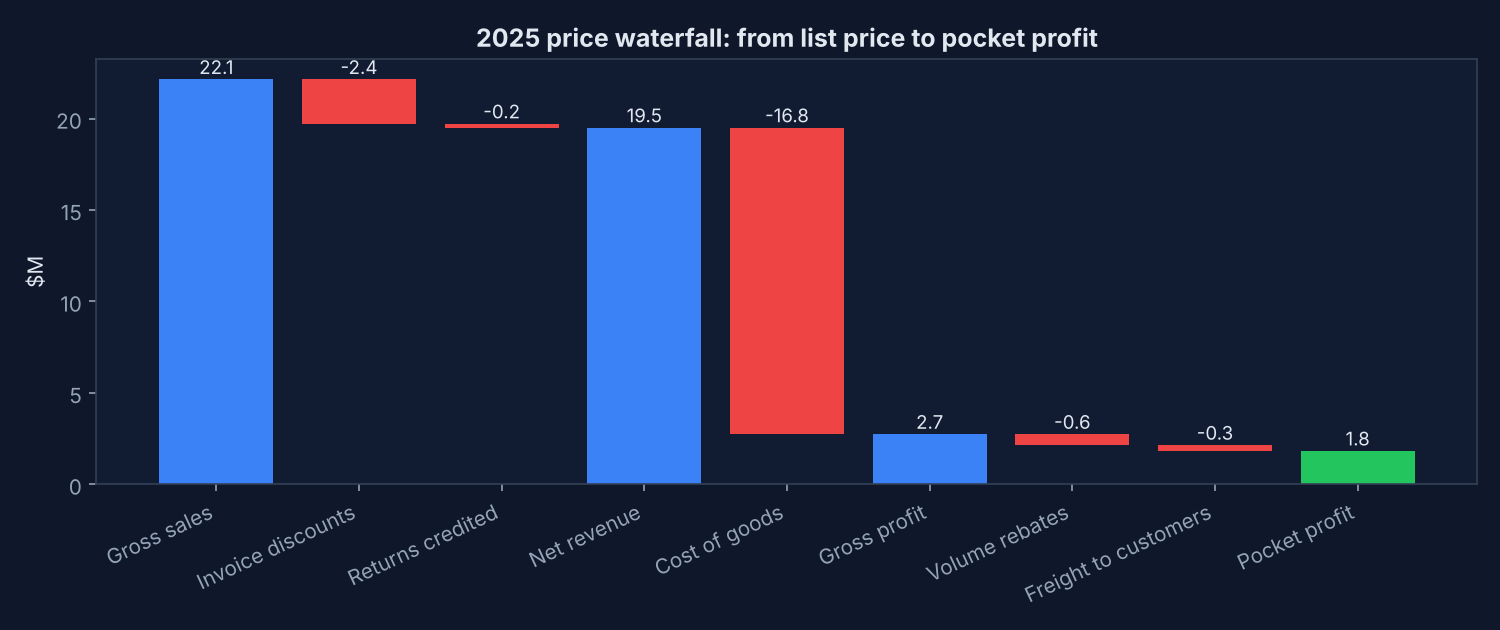 2025 price waterfall: from list price to pocket profit
22.1
-2.4
-0.2
19.5
-16.8
2.7
-0.6
-0.3
1.8
$M
20
15
10
5
0
Gross sales
Invoice discounts
Returns credited
Net revenue
Cost of goods
Gross profit
Volume rebates
Freight to customers
Pocket profit